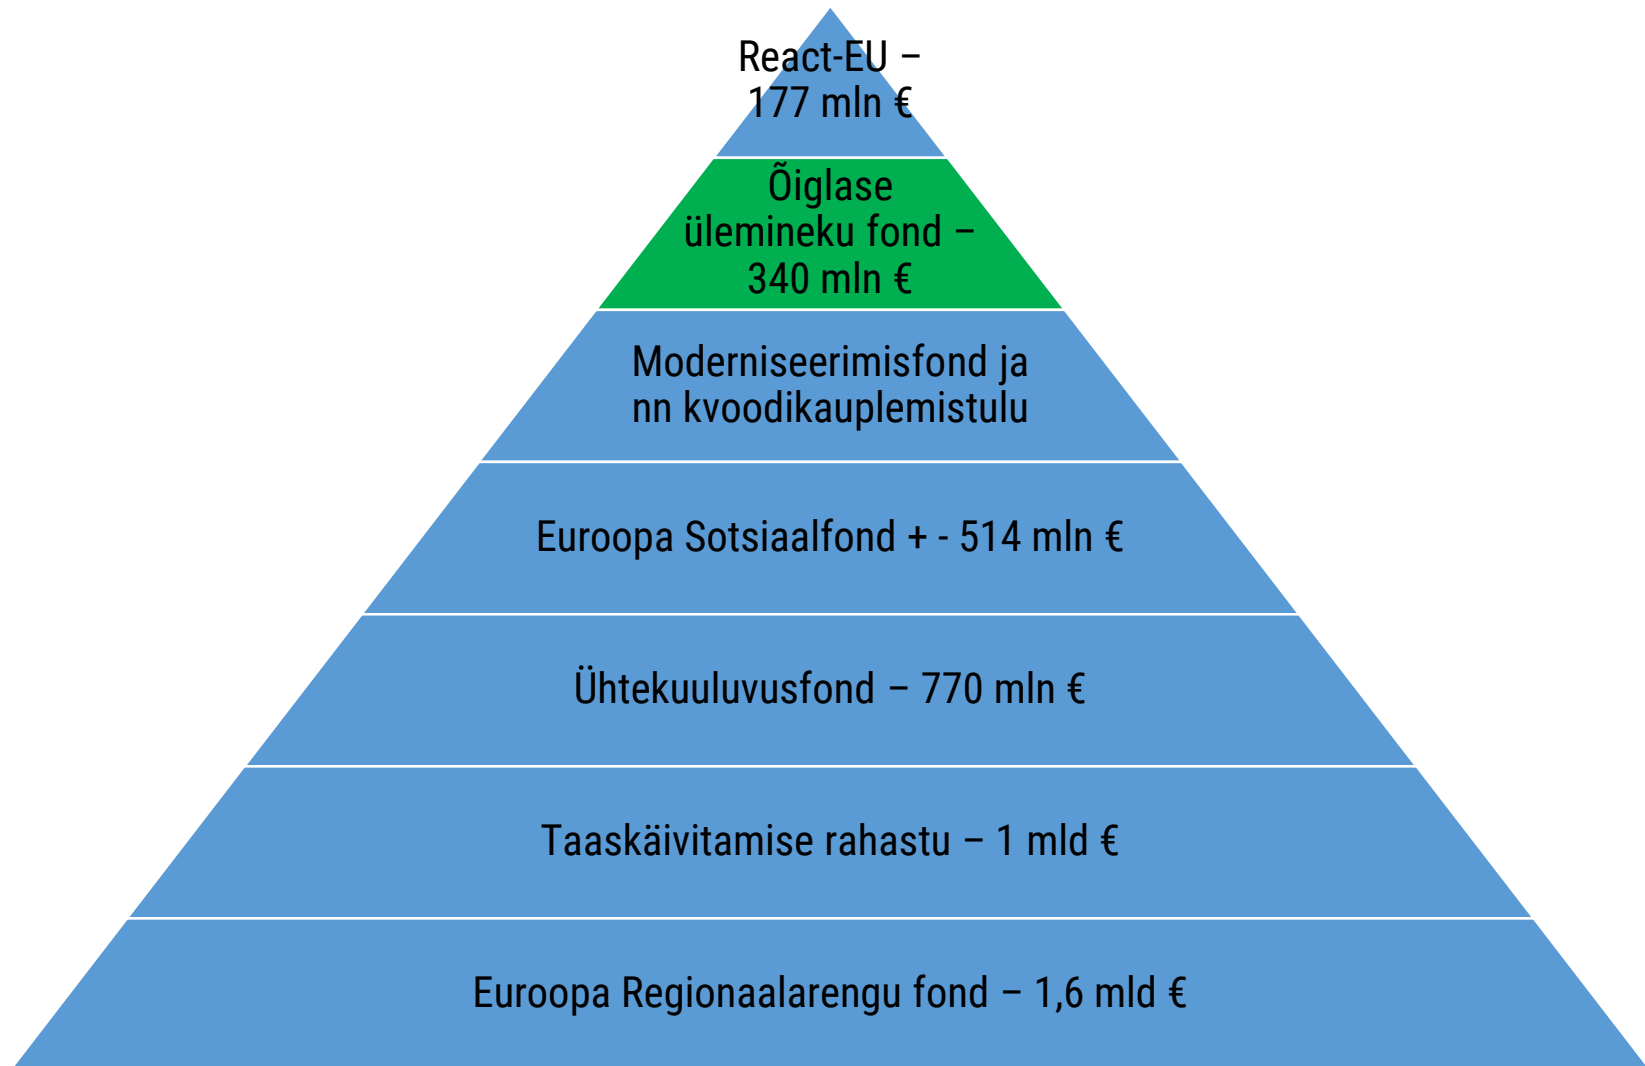 React-EU –
177 mln €
Õiglase
ülemineku fond –
340 mln €
Moderniseerimisfond ja
nn kvoodikauplemistulu
Euroopa Sotsiaalfond + - 514 mln €
Ühtekuuluvusfond – 770 mln €
Taaskäivitamise rahastu – 1 mld €
Euroopa Regionaalarengu fond – 1,6 mld €